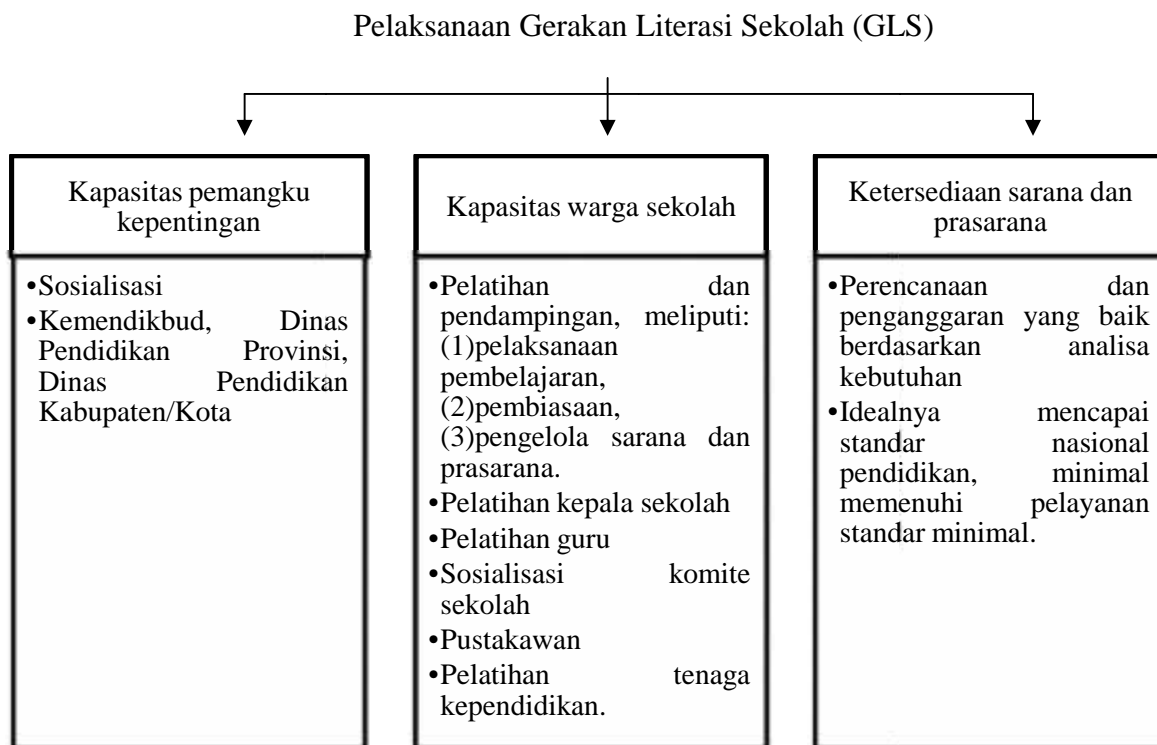 Pelaksanaan Gerakan Literasi Sekolah (GLS)
Kapasitas pemangku
kepentingan
•Sosialisasi
•Kemendikbud, Dinas
Pendidikan Provinsi,
Dinas Pendidikan
Kabupaten/Kota
Kapasitas warga sekolah
•Pelatihan dan
pendampingan, meliputi:
(1)pelaksanaan
pembelajaran,
(2)pembiasaan,
(3)pengelola sarana dan
prasarana.
•Pelatihan kepala sekolah
•Pelatihan guru
•Sosialisasi komite
sekolah
•Pustakawan
•Pelatihan tenaga
kependidikan.
Ketersediaan sarana dan
prasarana
•Perencanaan dan
penganggaran yang baik
berdasarkan analisa
kebutuhan
•Idealnya mencapai
standar nasional
pendidikan, minimal
memenuhi pelayanan
standar minimal.